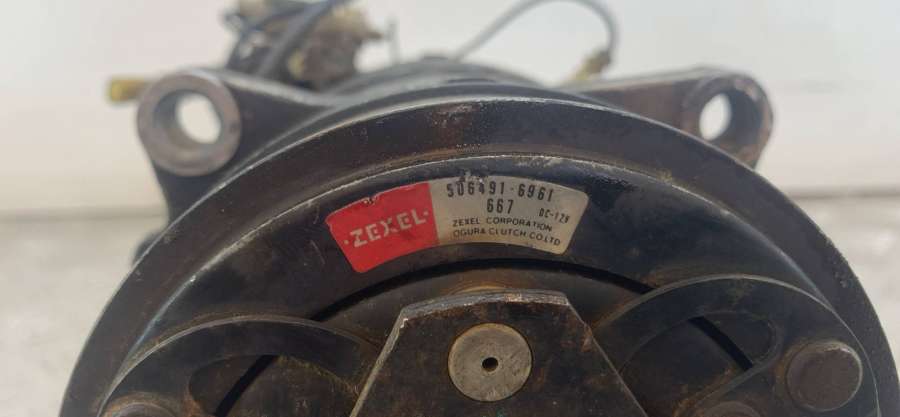 ·ZEXEL·
506491-6961
667 DC-12V
ZEXEL CORPORATION
OGURA CLUTCH.CO.LTD